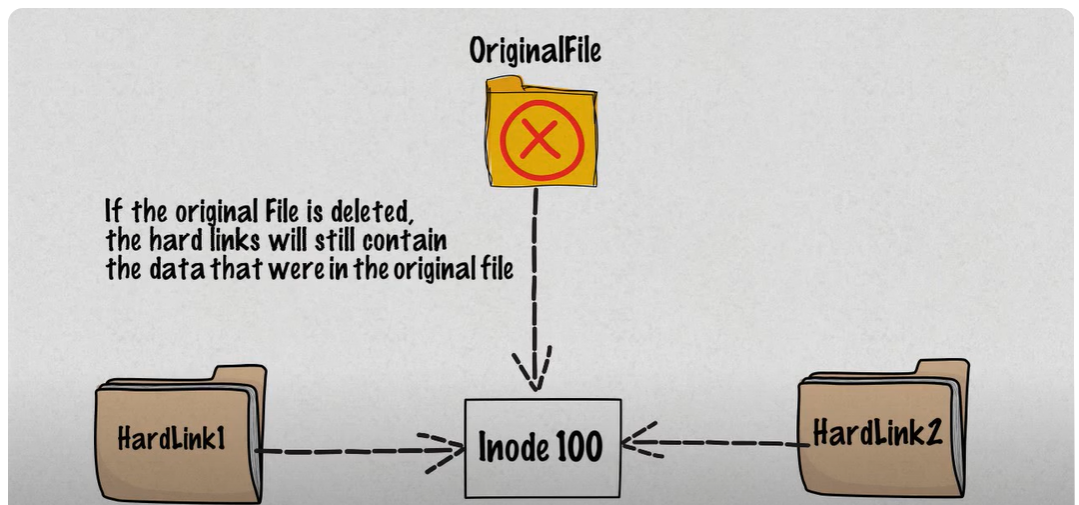 OriginalFile
If the original File is deleted,
the hard links will still contain
the data that were in the original file
HardLink1
Inode 100
HardLink2